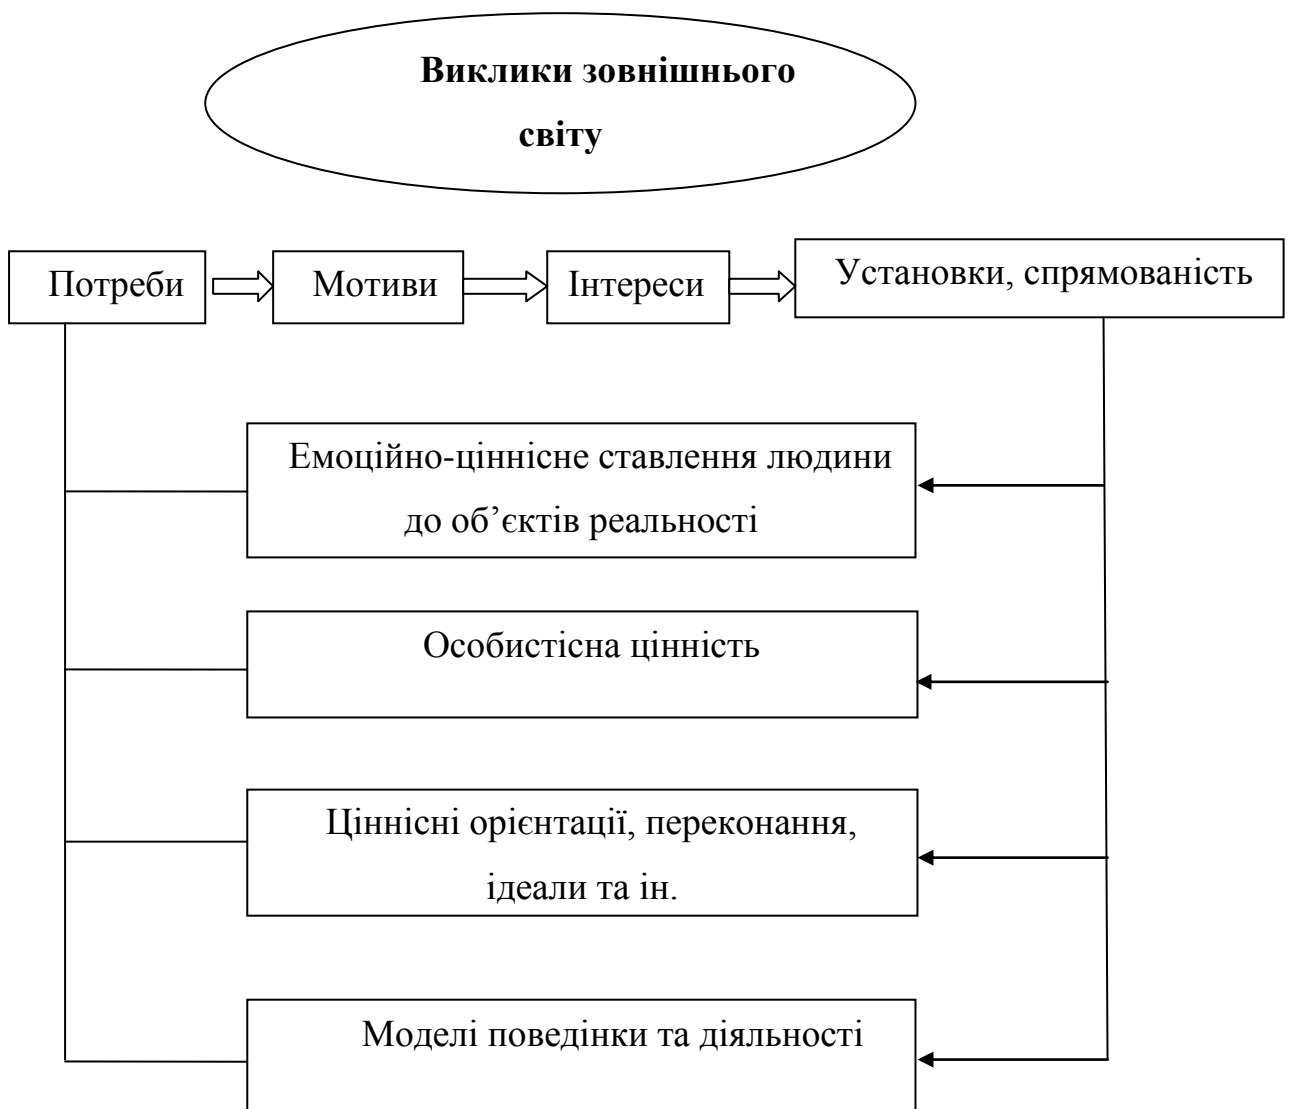 Виклики зовнішнього
світу
Потреби
Мотиви
Інтереси
Установки, спрямованість
Емоційно-ціннісне ставлення людини
до об’єктів реальності
Особистісна цінність
Ціннісні орієнтації, переконання,
ідеали та ін.
Моделі поведінки та діяльності